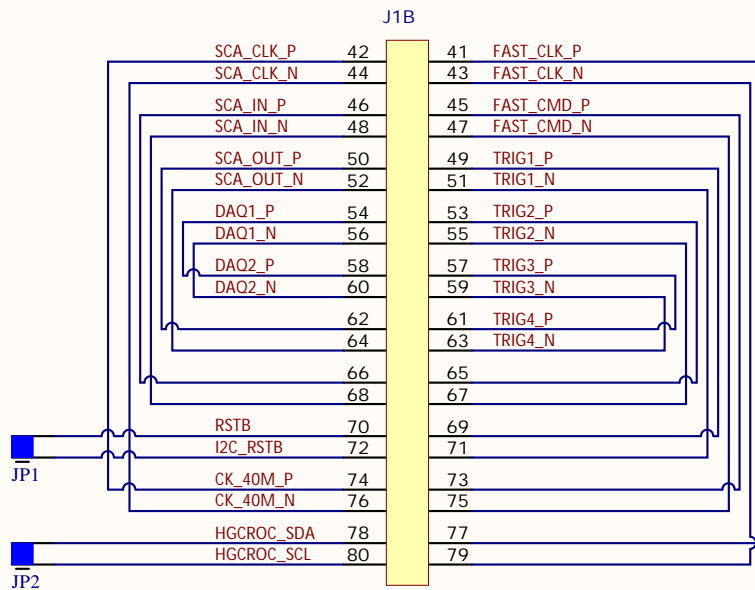 J1B
SCA_CLK_P 42 41 FAST_CLK_P
SCA_CLK_N 44 43 FAST_CLK_N
SCA_IN_P 46 45 FAST_CMD_P
SCA_IN_N 48 47 FAST_CMD_N
SCA_OUT_P 50 49 TRIG1_P
SCA_OUT_N 52 51 TRIG1_N
DAQ1_P 54 53 TRIG2_P
DAQ1_N 56 55 TRIG2_N
DAQ2_P 58 57 TRIG3_P
DAQ2_N 60 59 TRIG3_N
62 61 TRIG4_P
64 63 TRIG4_N
66 65
68 67
RSTB 70 69
I2C_RSTB 72 71
JP1
CK_40M_P 74 73
CK_40M_N 76 75
HGCROC_SDA 78 77
HGCROC_SCL 80 79
JP2